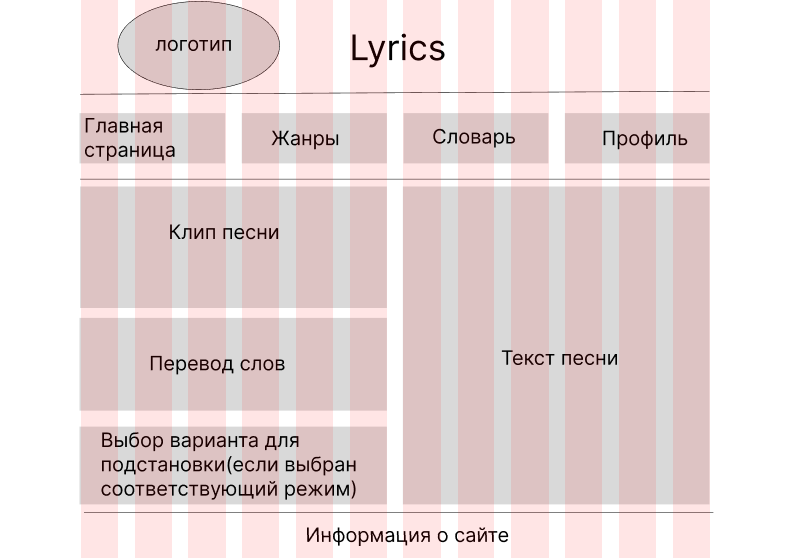 логотип
Lyrics
Главная
страница
Жанры
Словарь
Профиль
Клип песни
Перевод слов
Выбор варианта для
подстановки(если выбран
соответствующий режим)
Текст песни
Информация о сайте